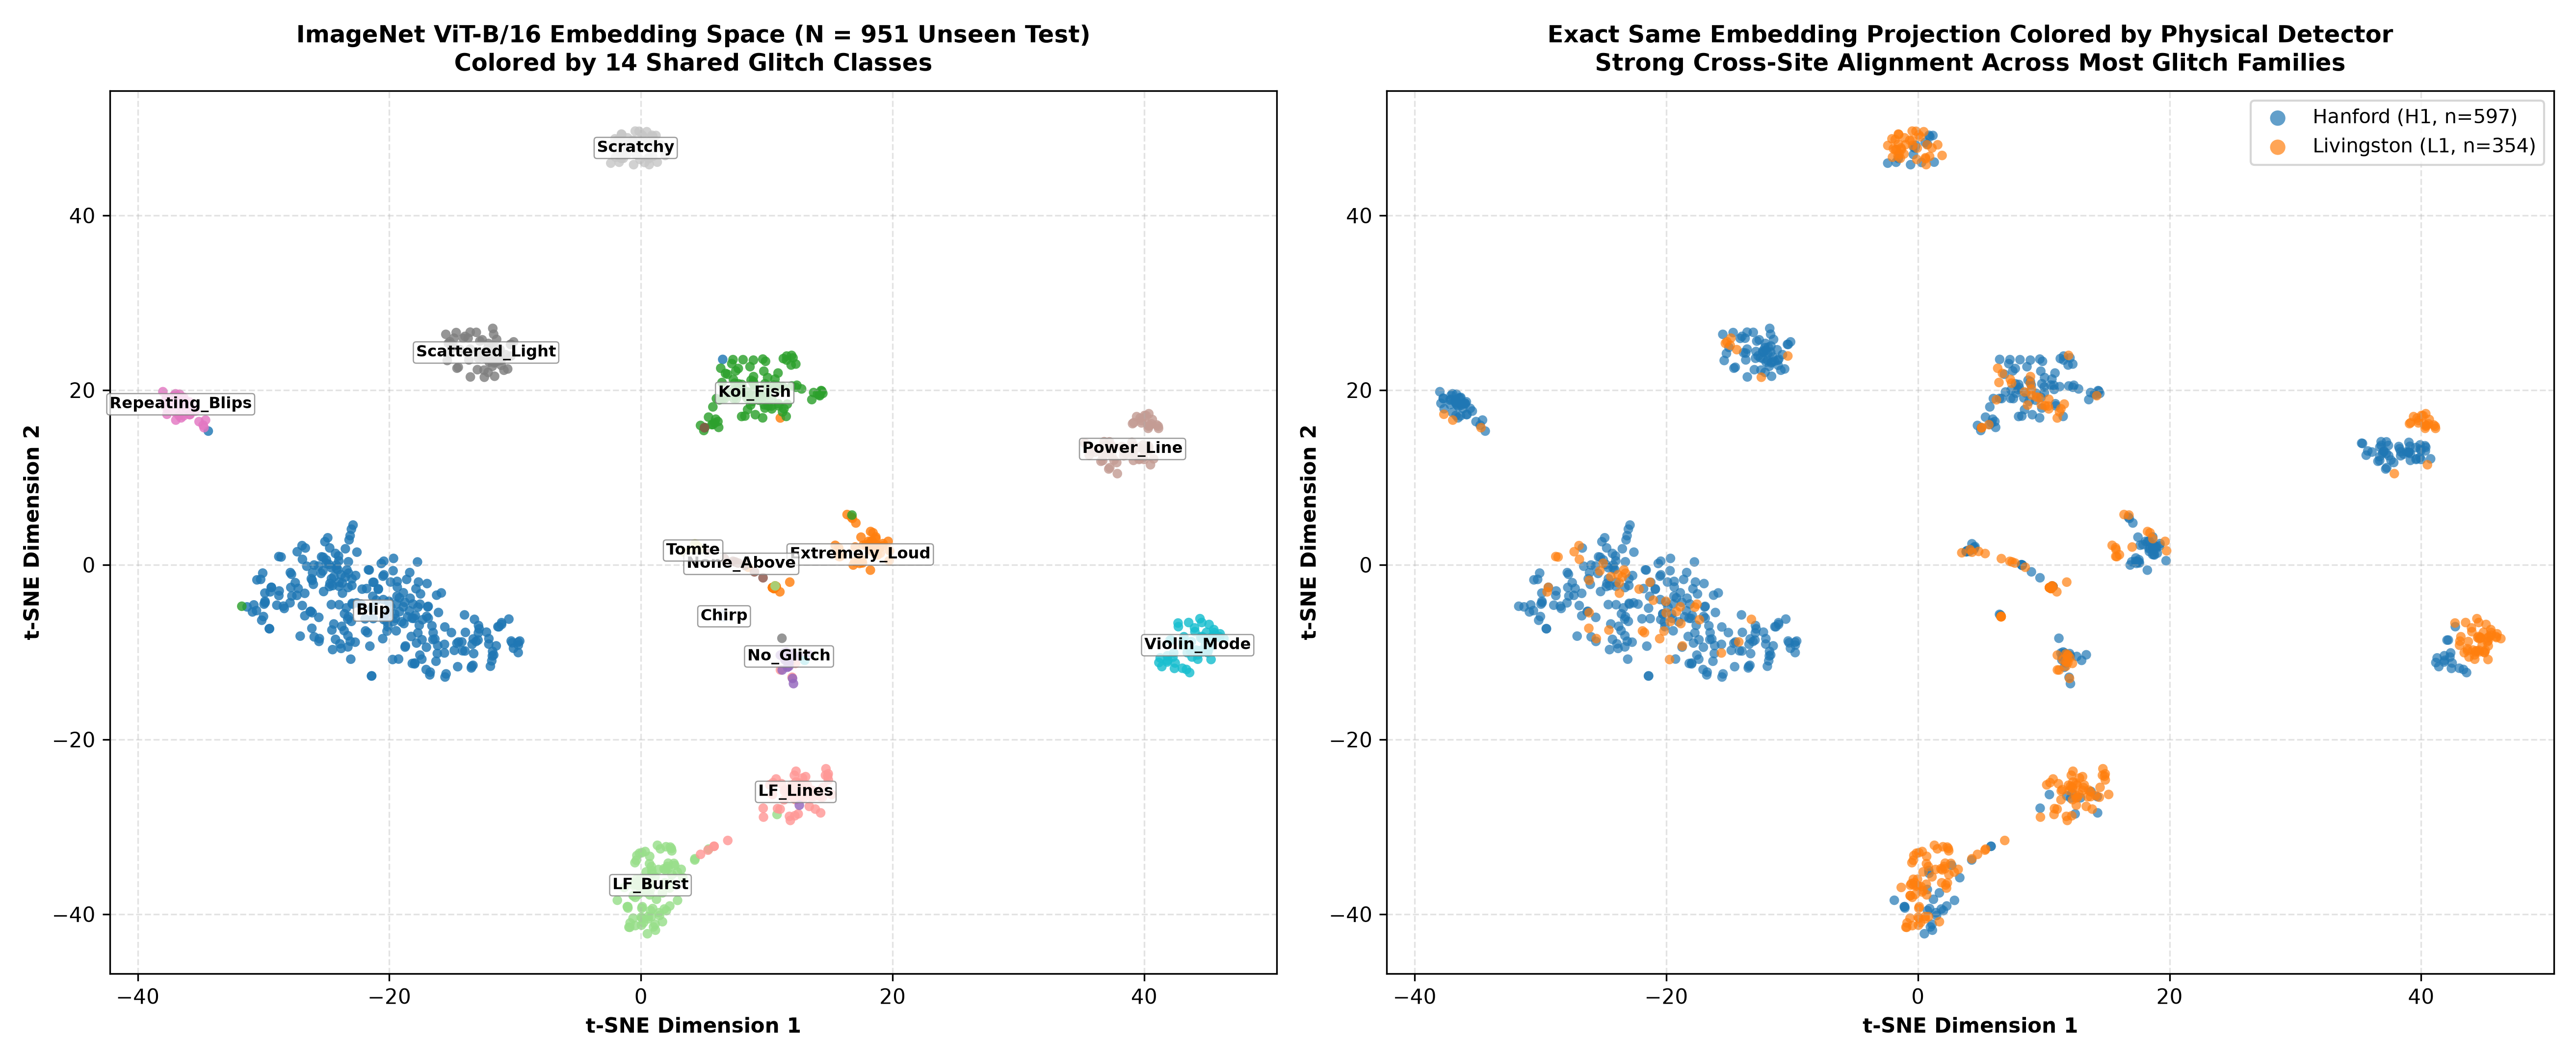 ImageNet ViT-B/16 Embedding Space (N = 951 Unseen Test)
Colored by 14 Shared Glitch Classes
t-SNE Dimension 2
40
20
0
−20
−40
Scratchy
Scattered_Light
Koi_Fish
Repeating_Blips
Power_Line
Tomte
None_Above
Extremely_Loud
Blip
Chirp
No_Glitch
Violin_Mode
LF_Lines
LF_Burst
−40
−20
0
20
40
t-SNE Dimension 1
Exact Same Embedding Projection Colored by Physical Detector
Strong Cross-Site Alignment Across Most Glitch Families
Hanford (H1, n=597)
Livingston (L1, n=354)
t-SNE Dimension 2
40
20
0
−20
−40
−40
−20
0
20
40
t-SNE Dimension 1